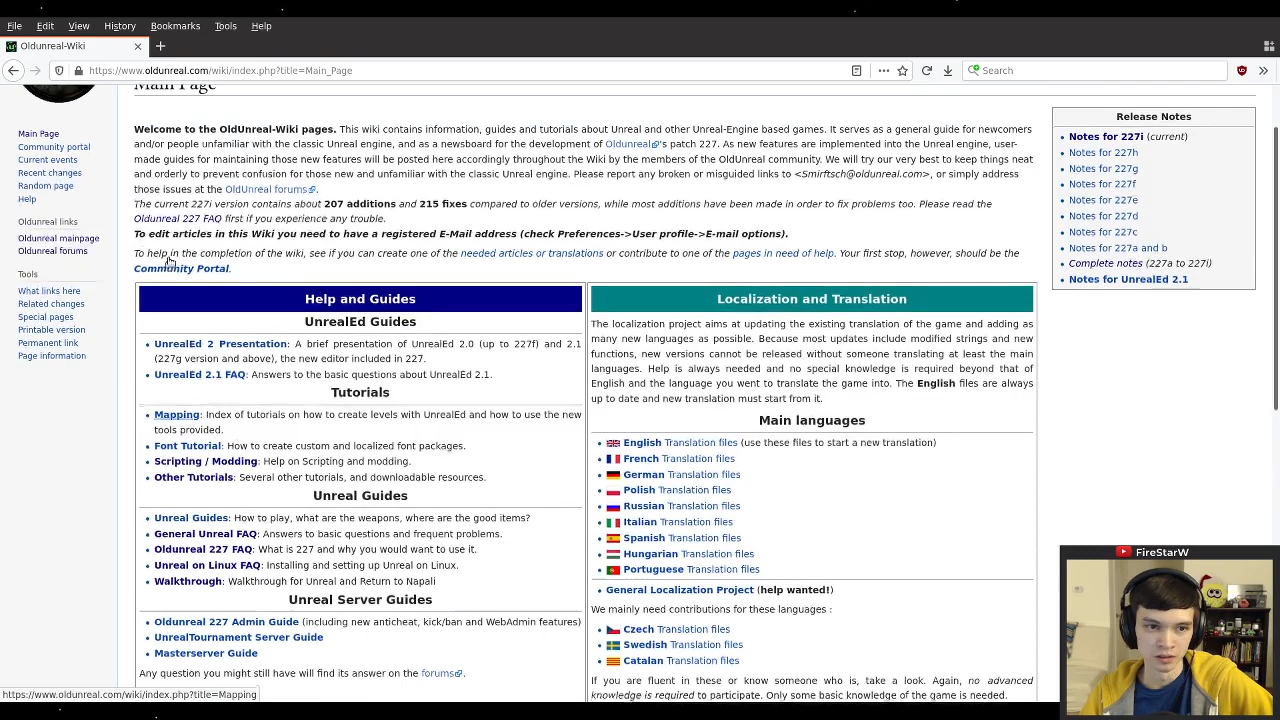 File Edit View History Bookmarks Tools Help
Oldunreal-Wiki
https://www.oldunreal.com/wiki/index.php?title=Main_Page
Search
Main Page
Community portal
Current events
Recent changes
Random page
Help
Oldunreal links
Oldunreal mainpage
Oldunreal forums
Tools
What links here
Related changes
Special pages
Printable version
Permanent link
Page information
Main Page
Welcome to the OldUnreal-Wiki pages. This wiki contains information, guides and tutorials about Unreal and other Unreal-Engine based games. It serves as a general guide for newcomers
and/or people unfamiliar with the classic Unreal engine, and as a newsboard for the development of Oldunreal's patch 227. As new features are implemented into the Unreal engine, user-
made guides for maintaining those new features will be posted here accordingly throughout the Wiki by the members of the OldUnreal community. We will try our very best to keep things neat
and orderly to prevent confusion for those new and unfamiliar with the classic Unreal engine. Please report any broken or misguided links to <Smirftsch@oldunreal.com>, or simply address
those issues at the OldUnreal forums.
The current 227i version contains about 207 additions and 215 fixes compared to older versions, while most additions have been made in order to fix problems too. Please read the
Oldunreal 227 FAQ first if you experience any trouble.
To edit articles in this Wiki you need to have a registered E-Mail address (check Preferences->User profile->E-mail options).
To help in the completion of the wiki, see if you can create one of the needed articles or translations or contribute to one of the pages in need of help. Your first stop, however, should be the
Community Portal.
Help and Guides
UnrealEd Guides
UnrealEd 2 Presentation: A brief presentation of UnrealEd 2.0 (up to 227f) and 2.1
(227g version and above), the new editor included in 227.
UnrealEd 2.1 FAQ: Answers to the basic questions about UnrealEd 2.1.
Tutorials
Mapping: Index of tutorials on how to create levels with UnrealEd and how to use the new
tools provided.
Font Tutorial: How to create custom and localized font packages.
Scripting / Modding: Help on Scripting and modding.
Other Tutorials: Several other tutorials, and downloadable resources.
Unreal Guides
Unreal Guides: How to play, what are the weapons, where are the good items?
General Unreal FAQ: Answers to basic questions and frequent problems.
Oldunreal 227 FAQ: What is 227 and why you would want to use it.
Unreal on Linux FAQ: Installing and setting up Unreal on Linux.
Walkthrough: Walkthrough for Unreal and Return to Napali
Unreal Server Guides
Oldunreal 227 Admin Guide (including new anticheat, kick/ban and WebAdmin features)
UnrealTournament Server Guide
Masterserver Guide
Any question you might still have will find its answer on the forums.
Localization and Translation
The localization project aims at updating the existing translation of the game and adding as
many new languages as possible. Because most updates include modified strings and new
functions, new versions cannot be released without someone translating at least the main
languages. Help is always needed and no special knowledge is required beyond that of
English and the language you went to translate the game into. The English files are always
up to date and new translation must start from it.
Main languages
English Translation files (use these files to start a new translation)
French Translation files
German Translation files
Polish Translation files
Russian Translation files
Italian Translation files
Spanish Translation files
Hungarian Translation files
Portuguese Translation files
General Localization Project (help wanted!)
We mainly need contributions for these languages :
Czech Translation files
Swedish Translation files
Catalan Translation files
If you are fluent in these or know someone who is, take a look. Again, no advanced
knowledge is required to participate. Only some basic knowledge of the game is needed.
Release Notes
Notes for 227i (current)
Notes for 227h
Notes for 227g
Notes for 227f
Notes for 227e
Notes for 227d
Notes for 227c
Notes for 227a and b
Complete notes (227a to 227i)
Notes for UnrealEd 2.1
FireStarW
https://www.oldunreal.com/wiki/index.php?title=Mapping